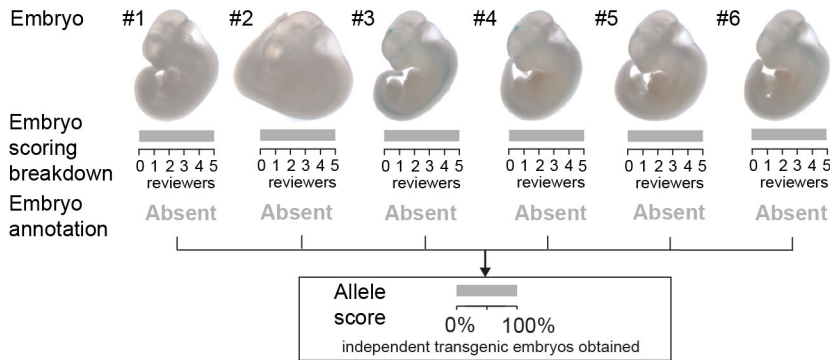 Embryo #1 #2 #3 #4 #5 #6
Embryo scoring breakdown
0 1 2 3 4 5 0 1 2 3 4 5 0 1 2 3 4 5 0 1 2 3 4 5 0 1 2 3 4 5 0 1 2 3 4 5
reviewers reviewers reviewers reviewers reviewers reviewers
Embryo annotation
Absent Absent Absent Absent Absent Absent
Allele score
0% 100%
independent transgenic embryos obtained